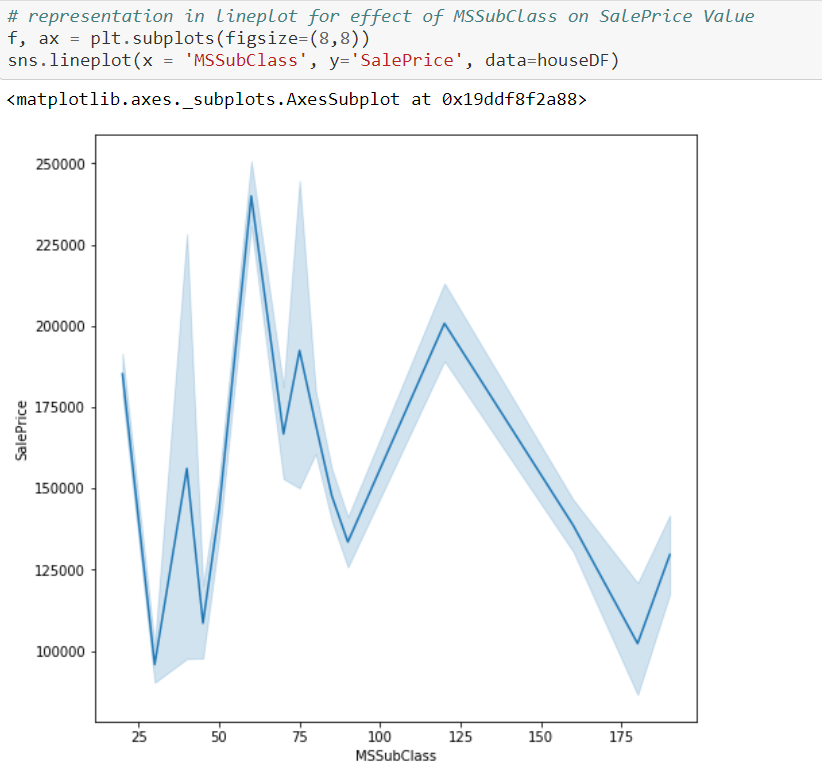 # representation in lineplot for effect of MSSubClass on SalePrice Value
f, ax = plt.subplots(figsize=(8,8))
sns.lineplot(x = 'MSSubClass', y='SalePrice', data=houseDF)
<matplotlib.axes._subplots.AxesSubplot at 0x19ddf8f2a88>
250000
225000
200000
175000
150000
125000
100000
SalePrice
25 50 75 100 125 150 175
MSSubClass